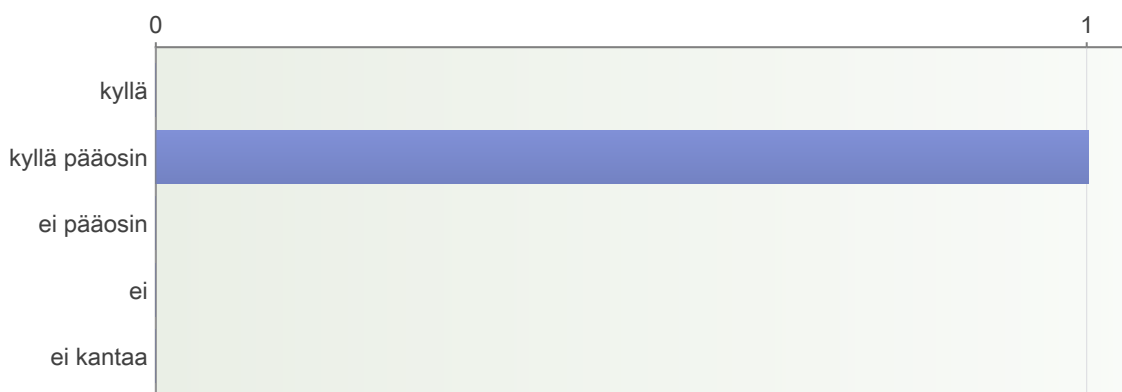 0 1
kyllä
kyllä pääosin
ei pääosin
ei
ei kantaa